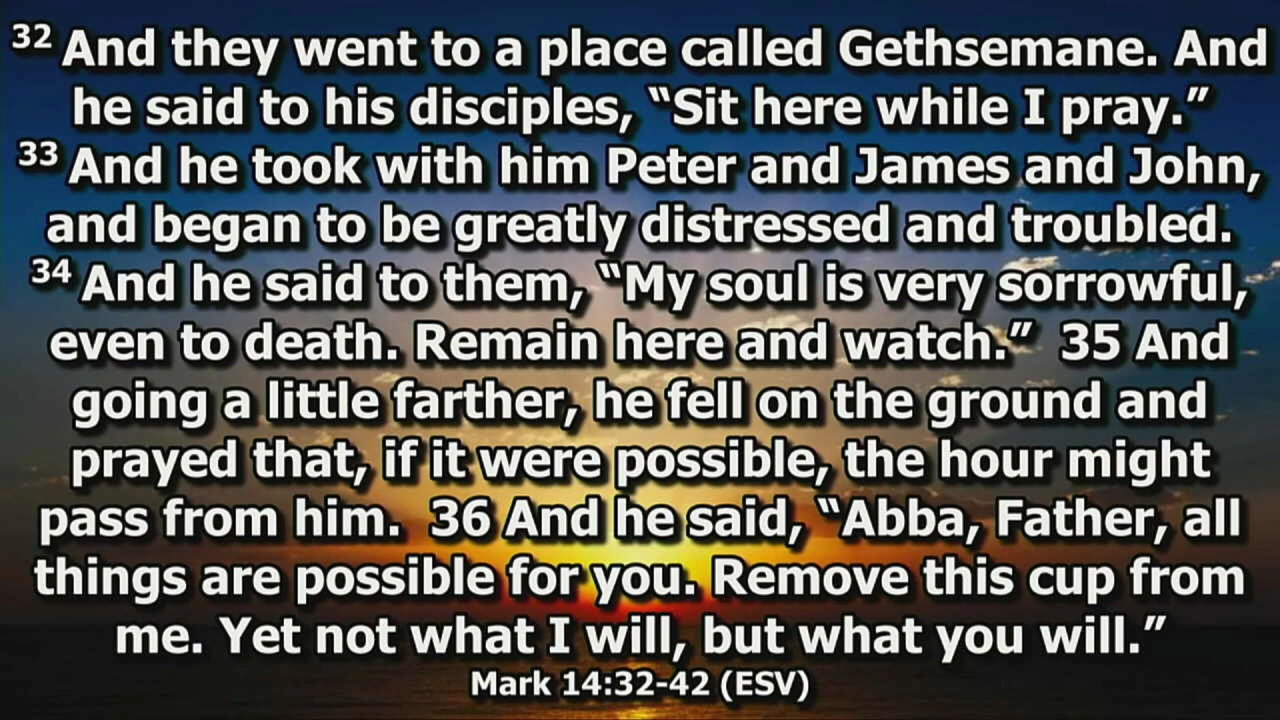 32 And they went to a place called Gethsemane. And
he said to his disciples, “Sit here while I pray.”
33 And he took with him Peter and James and John,
and began to be greatly distressed and troubled.
34 And he said to them, “My soul is very sorrowful,
even to death. Remain here and watch.”  35 And
going a little farther, he fell on the ground and
prayed that, if it were possible, the hour might
pass from him.  36 And he said, “Abba, Father, all
things are possible for you. Remove this cup from
me. Yet not what I will, but what you will.”
Mark 14:32-42 (ESV)